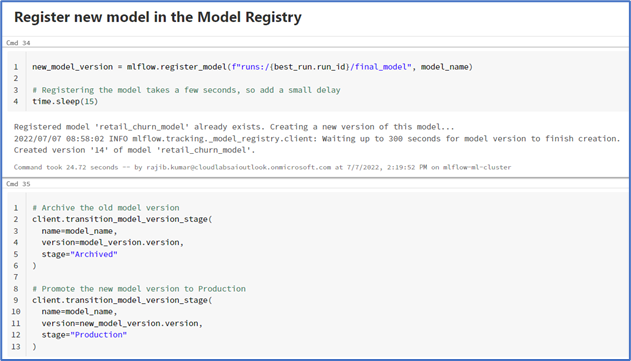 Register new model in the Model Registry
Cmd 34
1 new_model_version = mlflow.register_model(f"runs:/{best_run.run_id}/final_model", model_name)
2
3 # Registering the model takes a few seconds, so add a small delay
4 time.sleep(15)
Registered model 'retail_churn_model' already exists. Creating a new version of this model...
2022/07/07 08:58:02 INFO mlflow.tracking._model_registry.client: Waiting up to 300 seconds for model version to finish creation.
Created version '14' of model 'retail_churn_model'.
Command took 24.72 seconds -- by rajib.kumar@cloudlabsaioutlook.onmicrosoft.com at 7/7/2022, 2:19:52 PM on mlflow-ml-cluster
Cmd 35
1 # Archive the old model version
2 client.transition_model_version_stage(
3 name=model_name,
4 version=model_version.version,
5 stage="Archived"
6 )
7
8 # Promote the new model version to Production
9 client.transition_model_version_stage(
10 name=model_name,
11 version=new_model_version.version,
12 stage="Production"
13 )